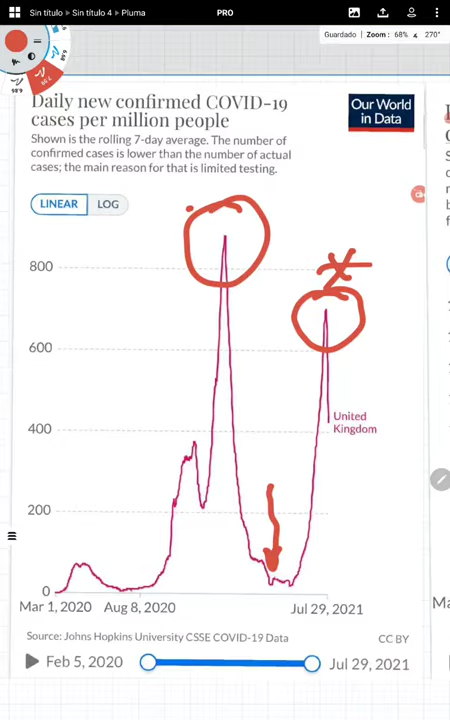 Sin título › Sin título 4 › Pluma
PRO
Guardado | Zoom : 68% 270°
Daily new confirmed COVID-19
cases per million people
Our World
in Data
Shown is the rolling 7-day average. The number of
confirmed cases is lower than the number of actual
cases; the main reason for that is limited testing.
LINEAR LOG
800
600
400
200
0
United
Kingdom
Mar 1, 2020 Aug 8, 2020 Jul 29, 2021
Source: Johns Hopkins University CSSE COVID-19 Data CC BY
Feb 5, 2020 Jul 29, 2021